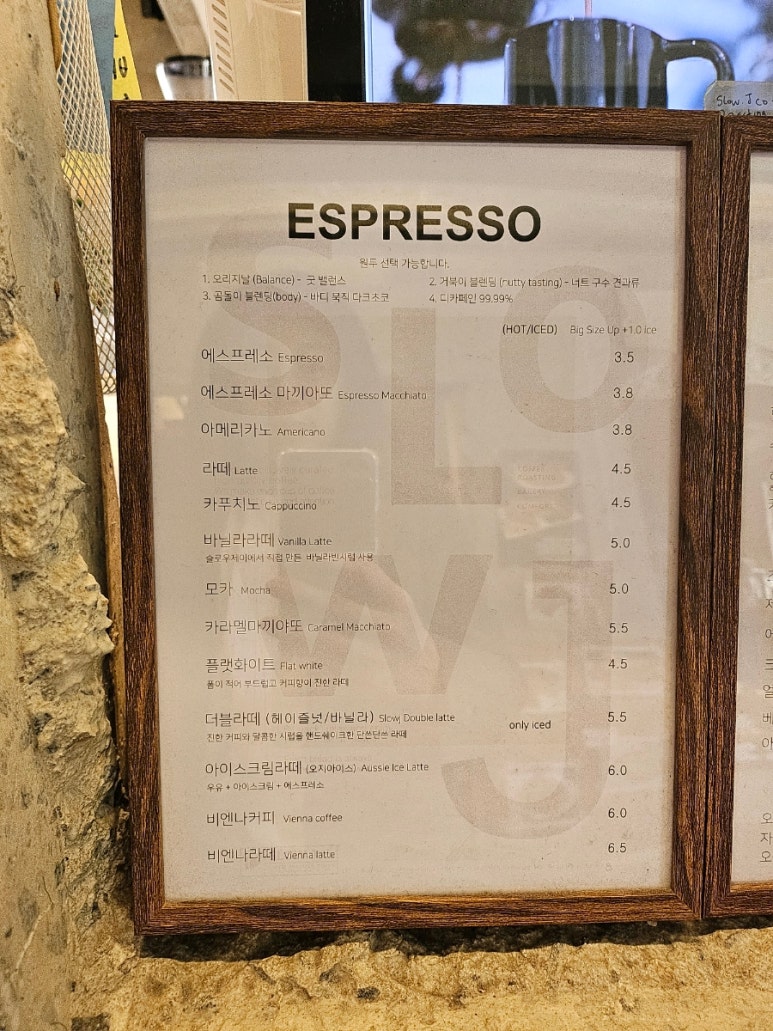 Slow. J Co
ESPRESSO
원두 선택 가능합니다.
1. 오리지날 (Balance) - 굿 밸런스 2. 거북이 블렌딩 (nutty tasting) - 너트 구수 견과류
3. 곰돌이 블렌딩(body) - 바디 묵직 다크초코 4. 디카페인 99.99%
(HOT/ICED) Big Size Up +1.0 Ice
에스프레소 Espresso 3.5
에스프레소 마끼아또 Espresso Macchiato 3.8
아메리카노 Americano 3.8
라떼 Latte 4.5
카푸치노 Cappuccino 4.5
바닐라라떼 Vanilla Latte 5.0
슬로우제이에서 직접 만든 바닐라빈시럽 사용
모카 Mocha 5.0
카라멜마끼야또 Caramel Macchiato 5.5
플랫화이트 Flat white 4.5
폼이 적어 부드럽고 커피향이 진한 라떼
더블라떼 (헤이즐넛/바닐라) Slowj Double latte only iced 5.5
진한 커피와 달콤한 시럽을 핸드쉐이크한 단쓴단쓴 라떼
아이스크림라떼 (오지아이스) Aussie Ice Latte 6.0
우유 + 아이스크림 + 에스프레소
비엔나커피 Vienna coffee 6.0
비엔나라떼 Vienna latte 6.5
SLO
W J